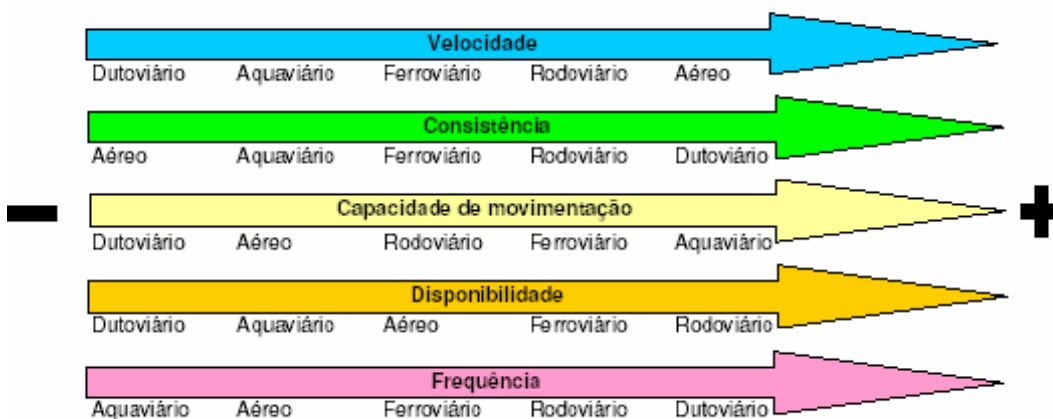 Velocidade
Dutoviário Aquaviário Ferroviário Rodoviário Aéreo
Consistência
Aéreo Aquaviário Ferroviário Rodoviário Dutoviário
Capacidade de movimentação
Dutoviário Aéreo Rodoviário Ferroviário Aquaviário
Disponibilidade
Dutoviário Aquaviário Aéreo Ferroviário Rodoviário
Frequência
Aquaviário Aéreo Ferroviário Rodoviário Dutoviário